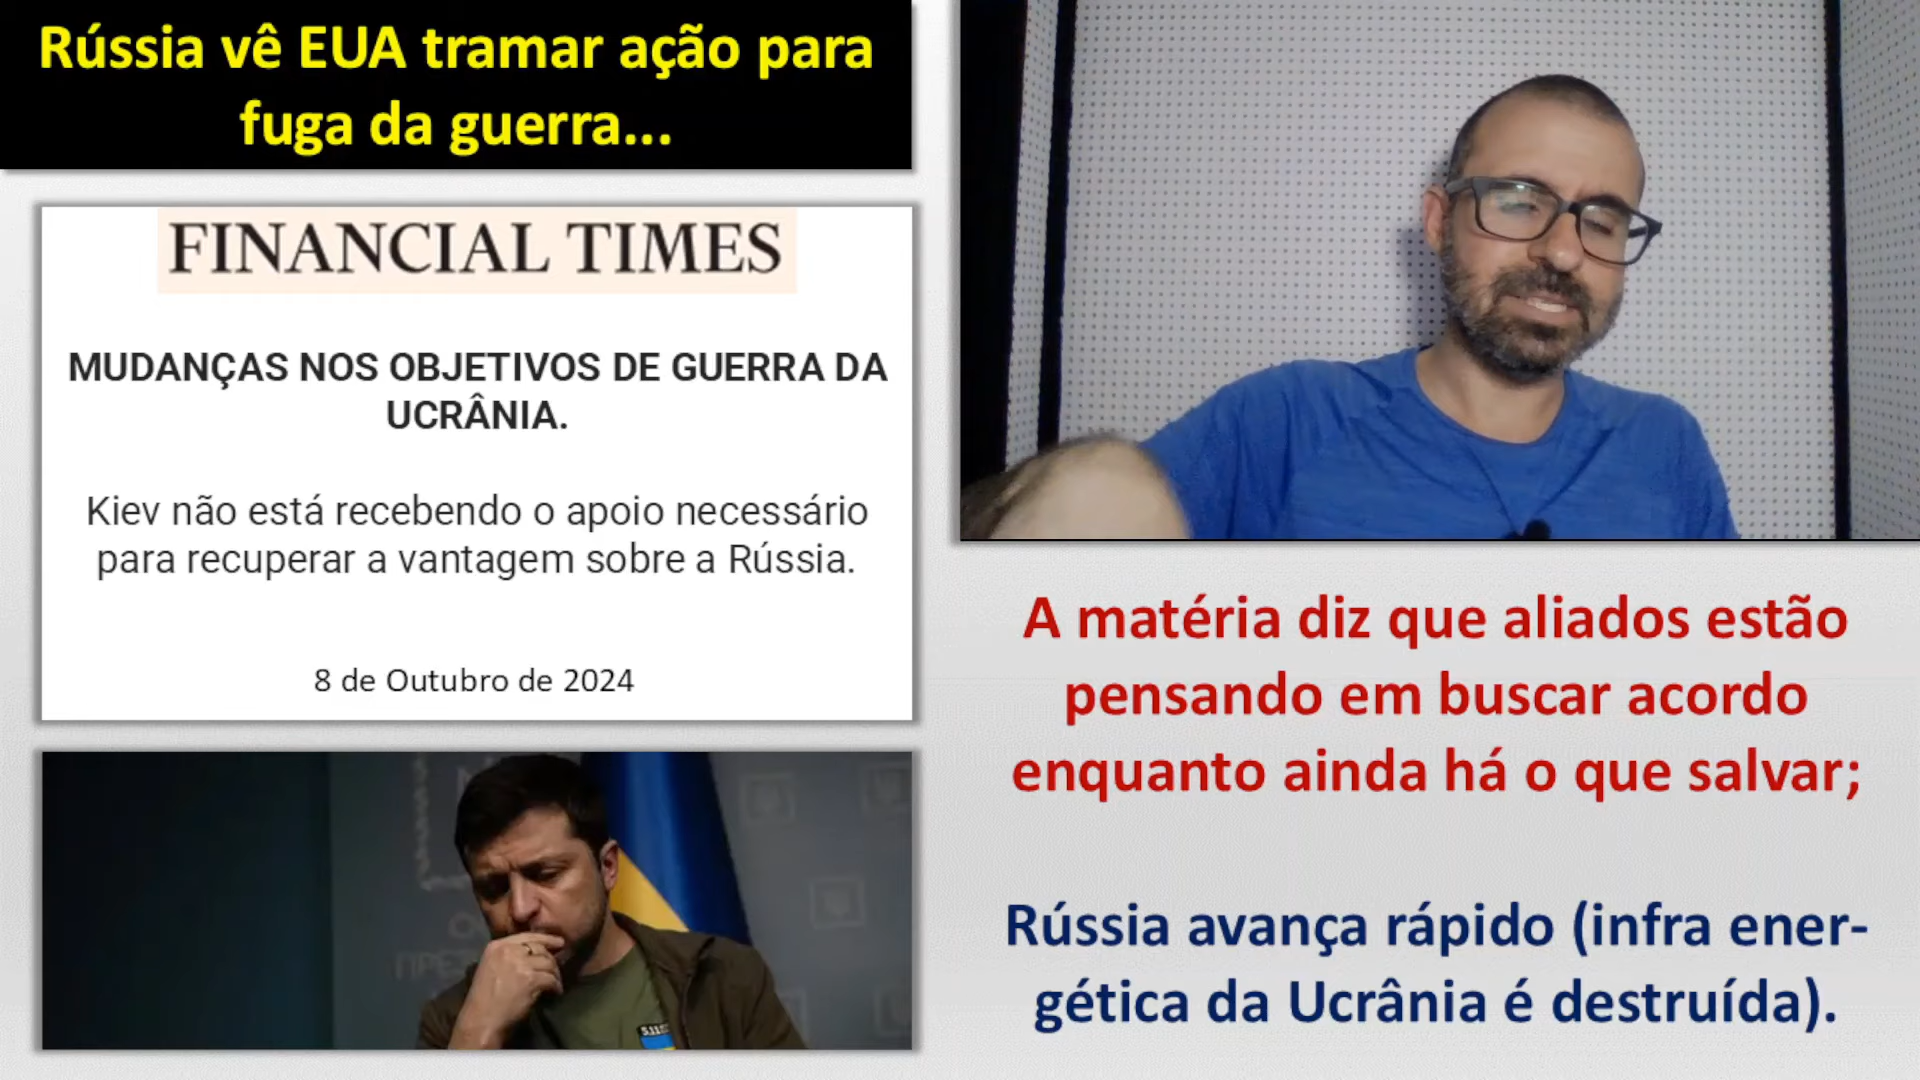 Rússia vê EUA tramar ação para
fuga da guerra...
FINANCIAL TIMES
MUDANÇAS NOS OBJETIVOS DE GUERRA DA
UCRÂNIA.
Kiev não está recebendo o apoio necessário
para recuperar a vantagem sobre a Rússia.
8 de Outubro de 2024
A matéria diz que aliados estão
pensando em buscar acordo
enquanto ainda há o que salvar;
Rússia avança rápido (infra ener-
gética da Ucrânia é destruída).